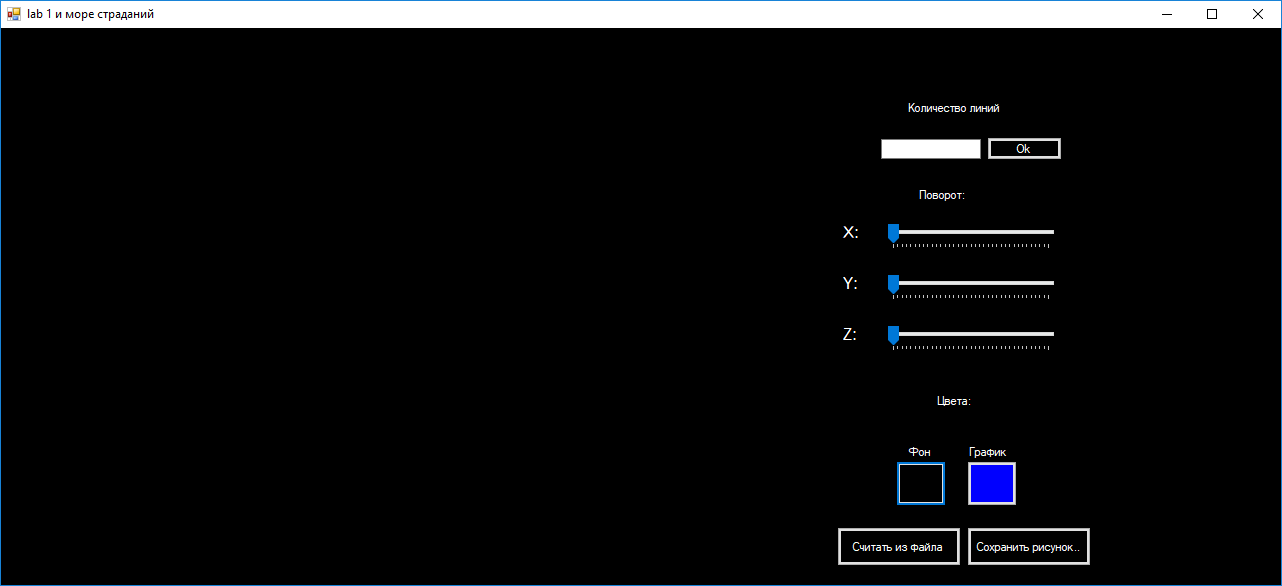 lab 1 и море страданий
Количество линий
Ok
Поворот:
X:
Y:
Z:
Цвета:
Фон График
Считать из файла Сохранить рисунок..